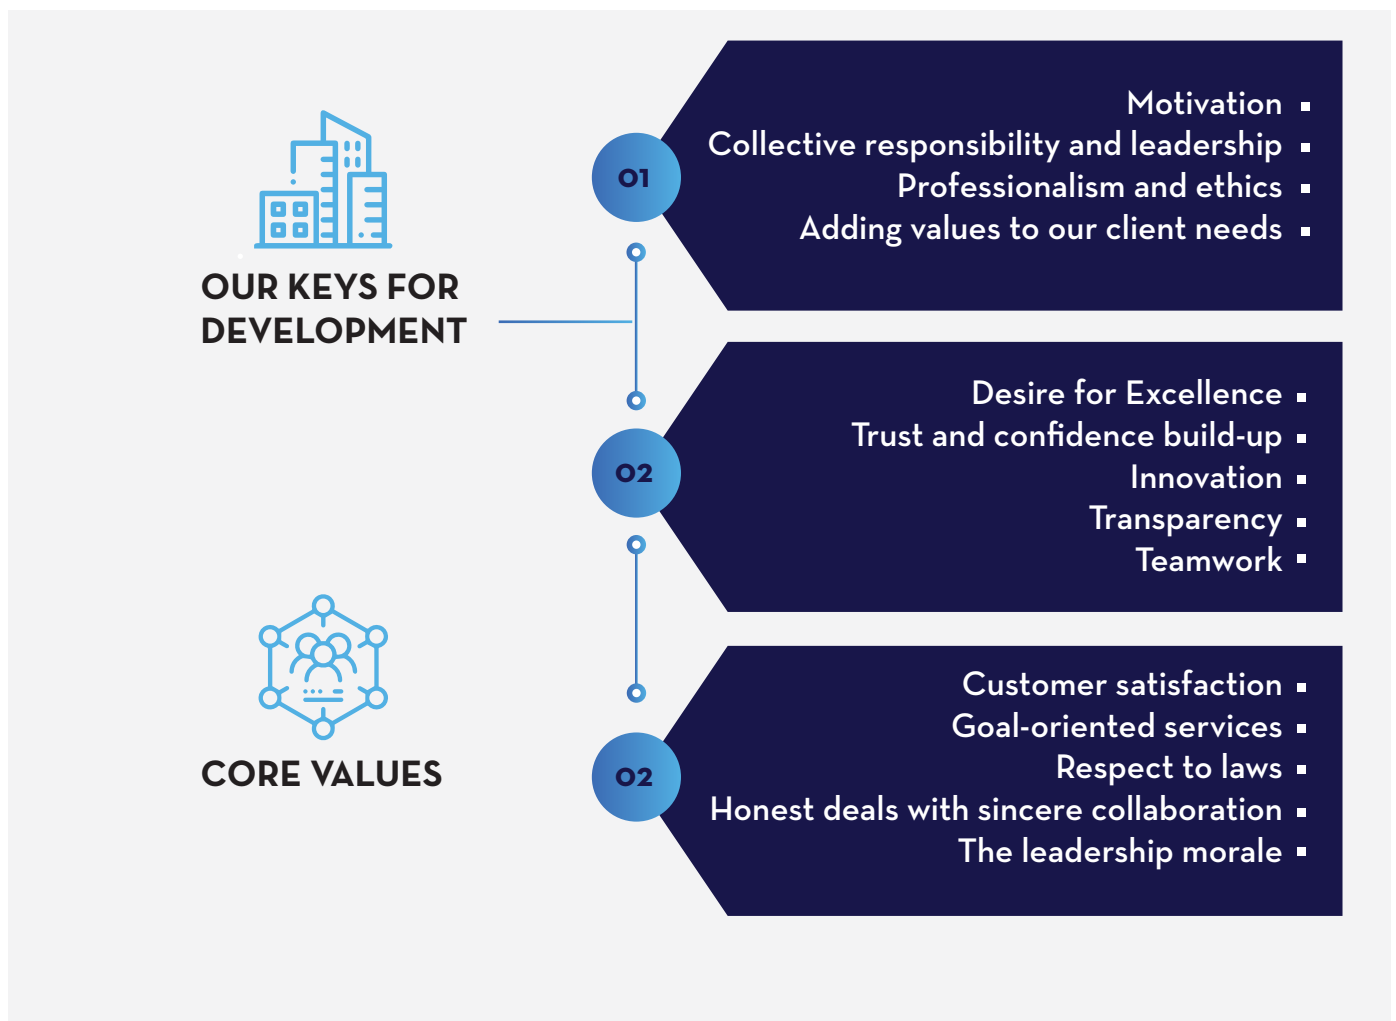 OUR KEYS FOR
DEVELOPMENT
01
Motivation
Collective responsibility and leadership
Professionalism and ethics
Adding values to our client needs
02
Desire for Excellence
Trust and confidence build-up
Innovation
Transparency
Teamwork
CORE VALUES
02
Customer satisfaction
Goal-oriented services
Respect to laws
Honest deals with sincere collaboration
The leadership morale